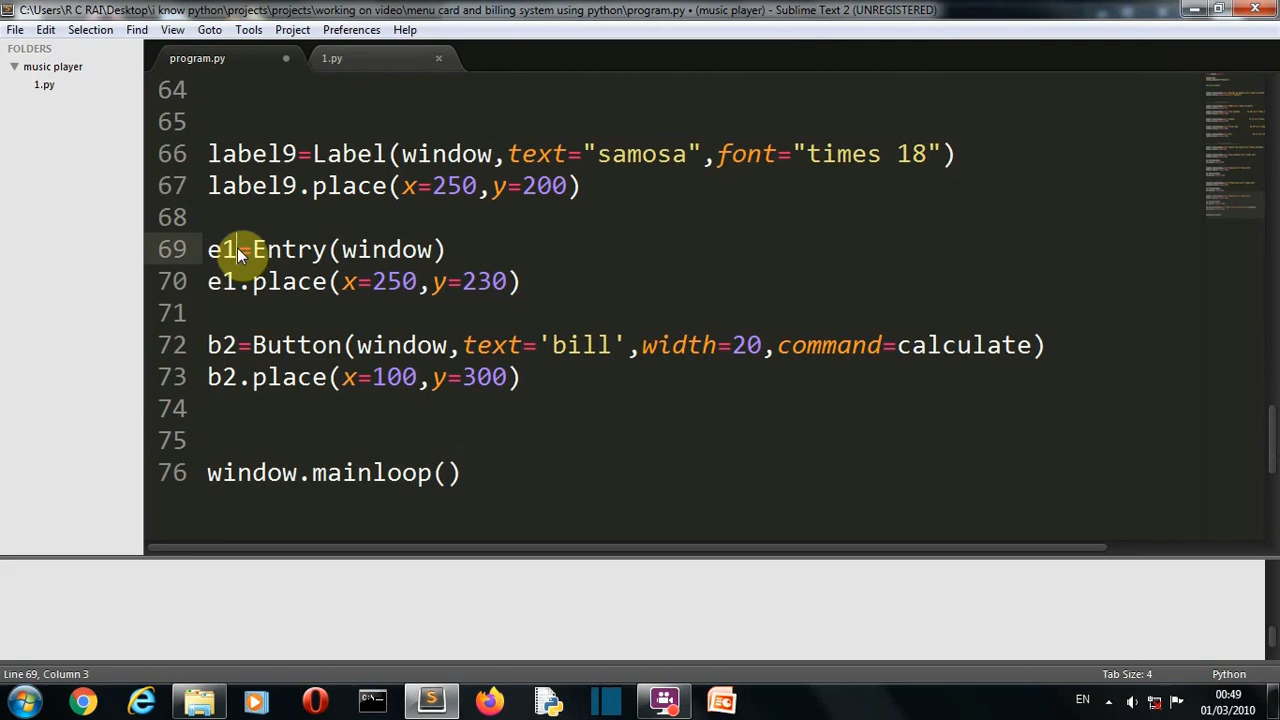 C:\Users\R C RAI\Desktop\i know python\projects\projects\working on video\menu card and billing system using python\program.py • (music player) - Sublime Text 2 (UNREGISTERED)
File Edit Selection Find View Goto Tools Project Preferences Help
FOLDERS
music player
1.py
program.py
1.py
64
65
66 label9=Label(window,text="samosa",font="times 18")
67 label9.place(x=250,y=200)
68
69 e1=Entry(window)
70 e1.place(x=250,y=230)
71
72 b2=Button(window,text='bill',width=20,command=calculate)
73 b2.place(x=100,y=300)
74
75
76 window.mainloop()
Line 69, Column 3
Tab Size: 4
Python
EN
00:49
01/03/2010